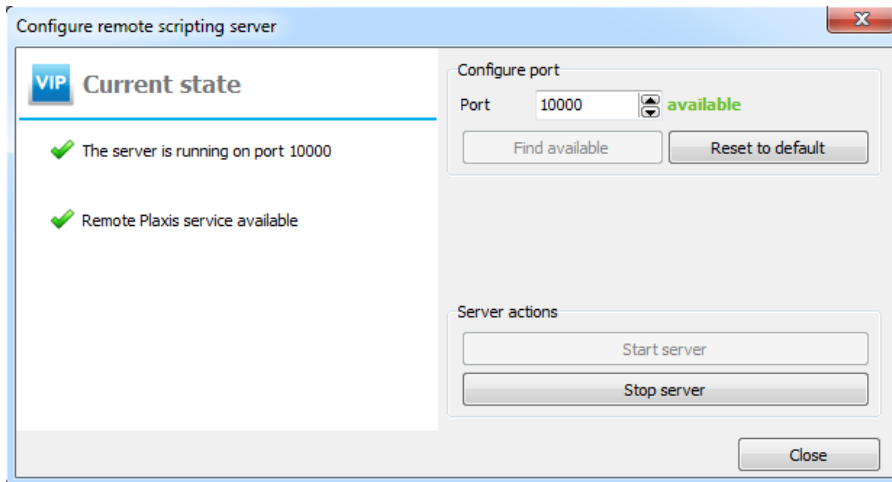 Configure remote scripting server
VIP Current state
The server is running on port 10000
Remote Plaxis service available
Configure port
Port 10000 available
Find available Reset to default
Server actions
Start server
Stop server
Close